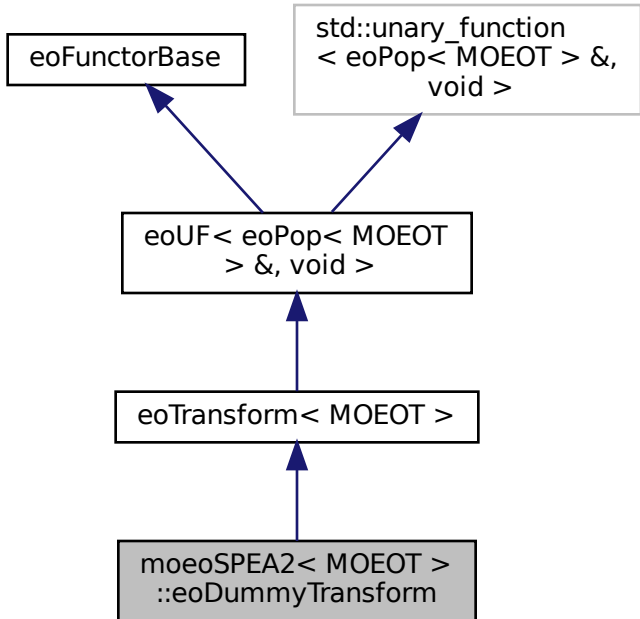 eoFunctorBase
std::unary_function
< eoPop< MOEOT > &,
void >
eoUF< eoPop< MOEOT
> &, void >
eoTransform< MOEOT >
moeoSPEA2< MOEOT >
::eoDummyTransform